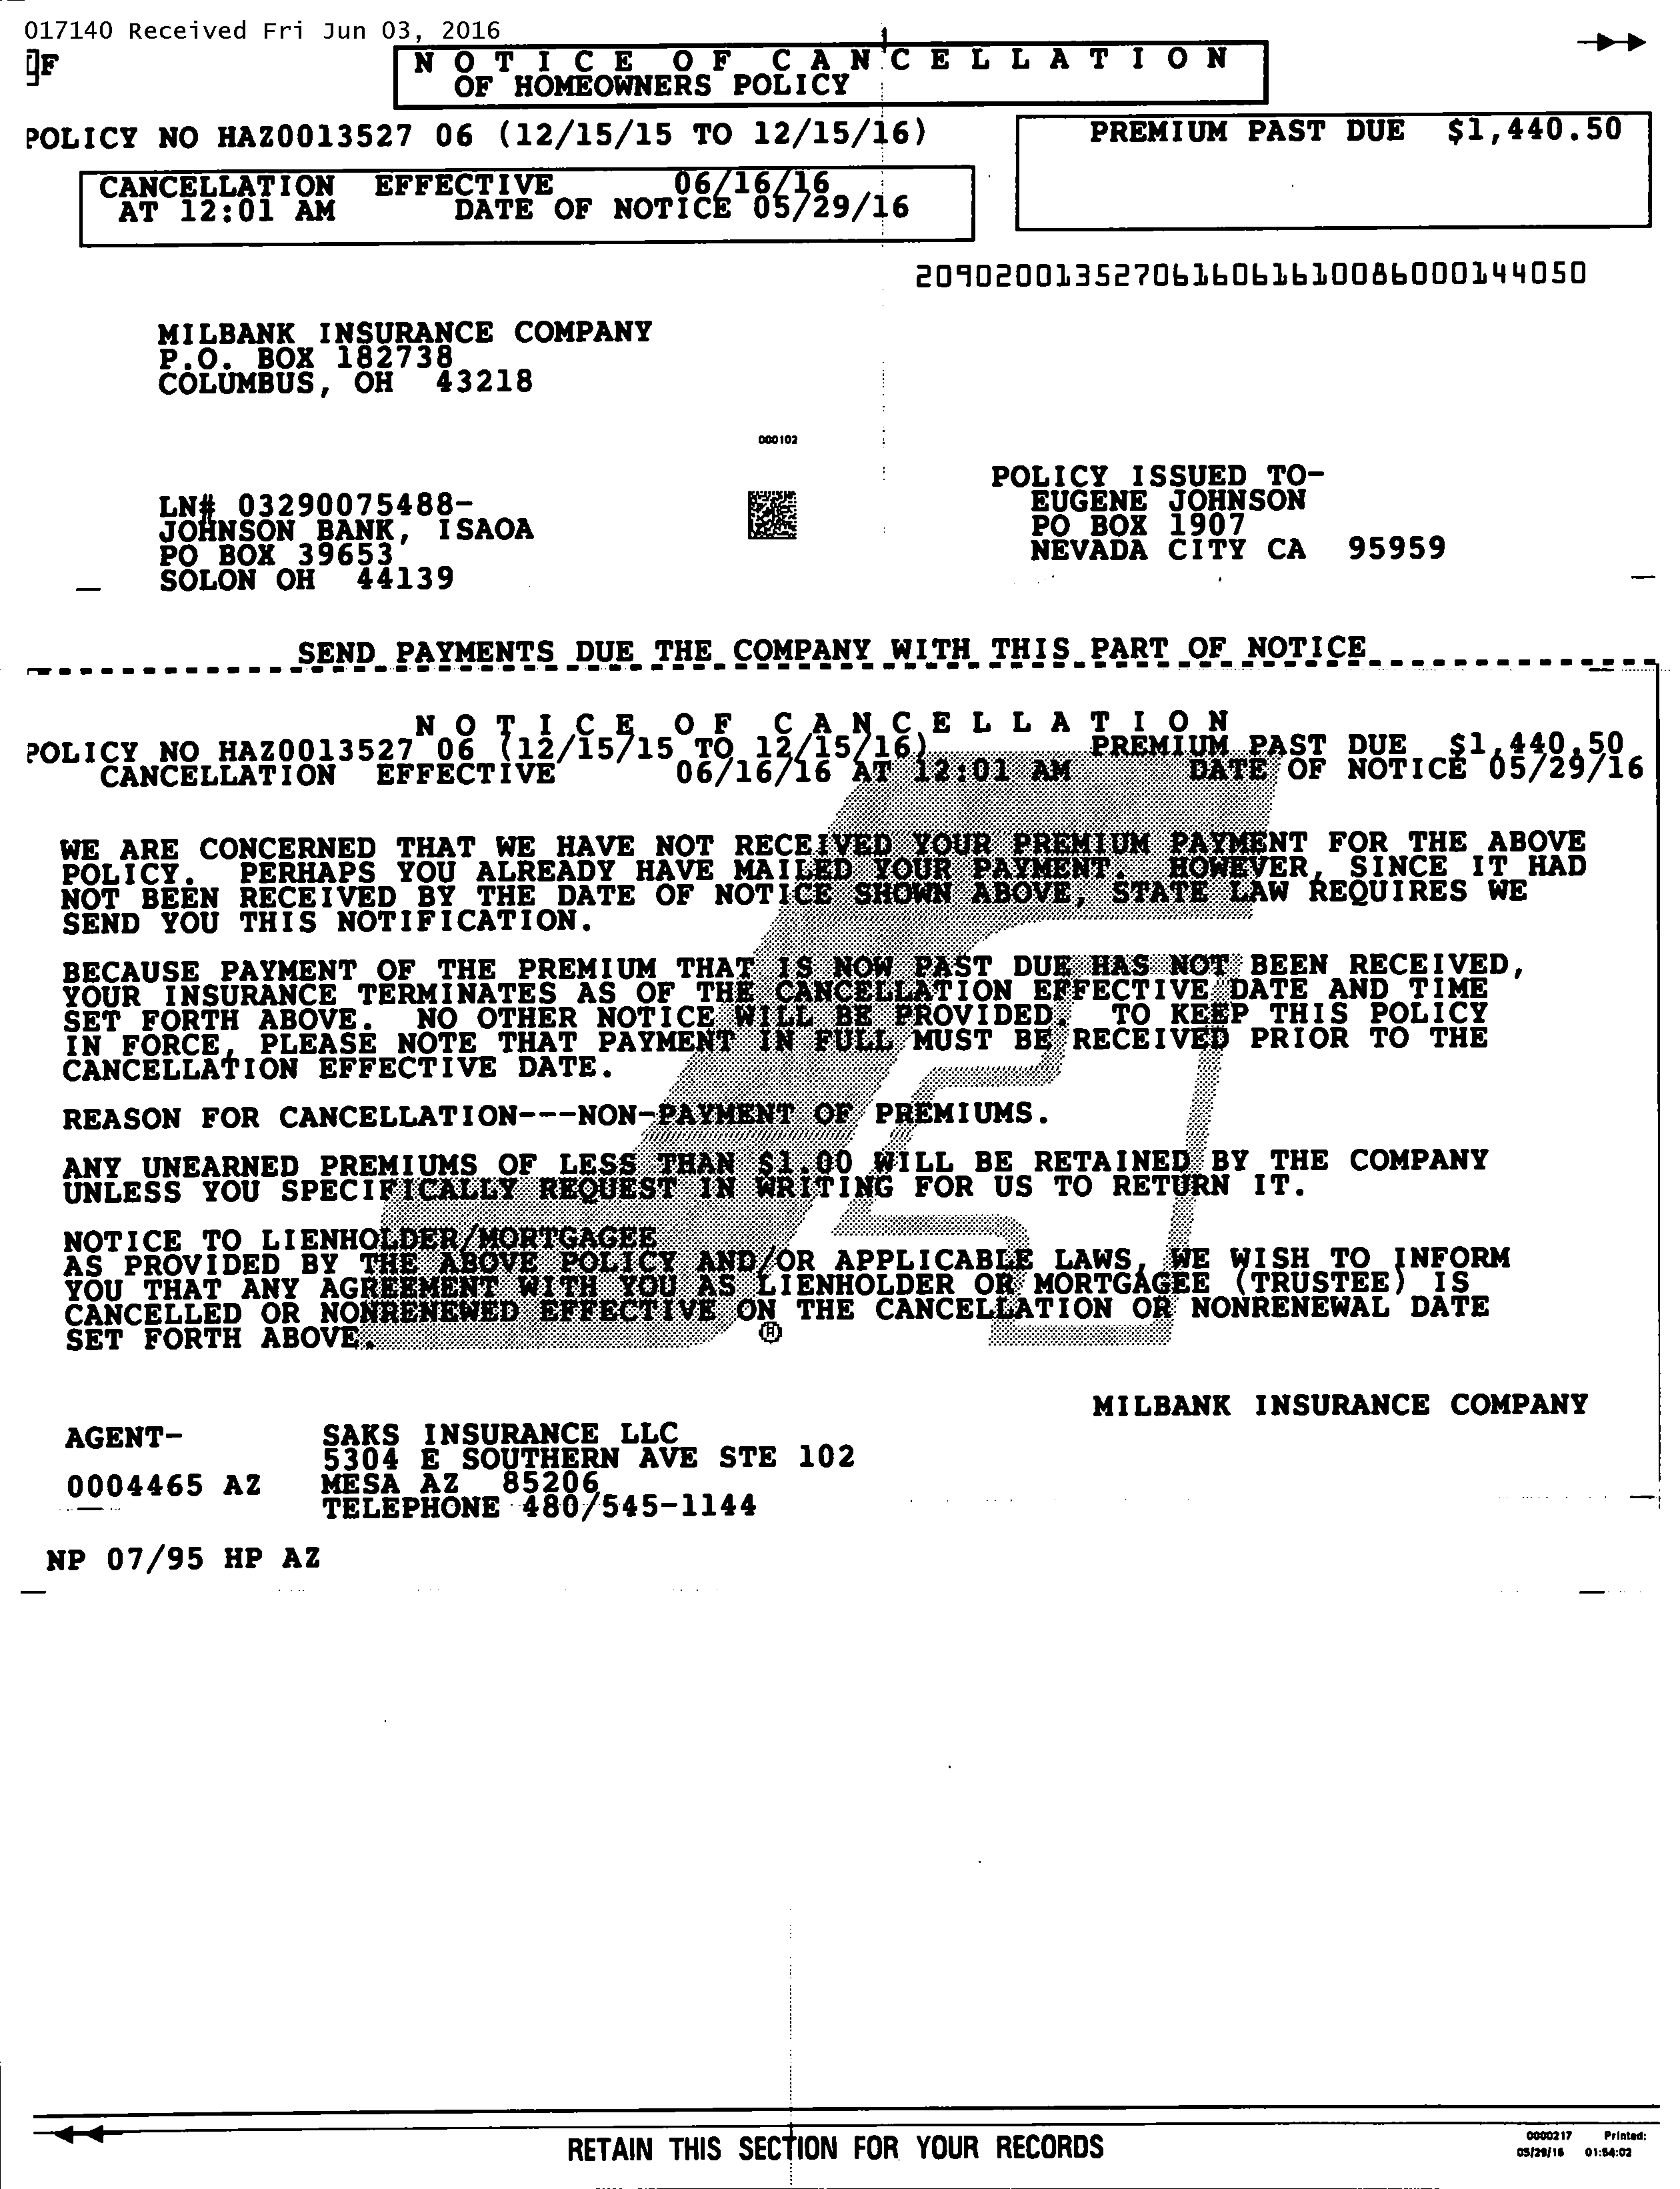 017140 Received Fri Jun 03, 2016
NOTICE OF CANCELLATION
OF HOMEOWNERS POLICY
POLICY NO HAZ0013527 06 (12/15/15 TO 12/15/16)
PREMIUM PAST DUE $1,440.50
CANCELLATION EFFECTIVE 06/16/16
AT 12:01 AM DATE OF NOTICE 05/29/16
2090200135270616061610086000144050
MILBANK INSURANCE COMPANY
P.O. BOX 182738
COLUMBUS, OH 43218
000102
LN# 03290075488-
JOHNSON BANK, ISAOA
PO BOX 39653
SOLON OH 44139
POLICY ISSUED TO-
EUGENE JOHNSON
PO BOX 1907
NEVADA CITY CA 95959
SEND PAYMENTS DUE THE COMPANY WITH THIS PART OF NOTICE
NOTICE OF CANCELLATION
POLICY NO HAZ0013527 06 (12/15/15 TO 12/15/16) PREMIUM PAST DUE $1,440.50
CANCELLATION EFFECTIVE 06/16/16 AT 12:01 AM DATE OF NOTICE 05/29/16
WE ARE CONCERNED THAT WE HAVE NOT RECEIVED YOUR PREMIUM PAYMENT FOR THE ABOVE
POLICY. PERHAPS YOU ALREADY HAVE MAILED YOUR PAYMENT. HOWEVER, SINCE IT HAD
NOT BEEN RECEIVED BY THE DATE OF NOTICE SHOWN ABOVE, STATE LAW REQUIRES WE
SEND YOU THIS NOTIFICATION.
BECAUSE PAYMENT OF THE PREMIUM THAT IS NOW PAST DUE HAS NOT BEEN RECEIVED,
YOUR INSURANCE TERMINATES AS OF THE CANCELLATION EFFECTIVE DATE AND TIME
SET FORTH ABOVE. NO OTHER NOTICE WILL BE PROVIDED. TO KEEP THIS POLICY
IN FORCE, PLEASE NOTE THAT PAYMENT IN FULL MUST BE RECEIVED PRIOR TO THE
CANCELLATION EFFECTIVE DATE.
REASON FOR CANCELLATION---NON-PAYMENT OF PREMIUMS.
ANY UNEARNED PREMIUMS OF LESS THAN $1.00 WILL BE RETAINED BY THE COMPANY
UNLESS YOU SPECIFICALLY REQUEST IN WRITING FOR US TO RETURN IT.
NOTICE TO LIENHOLDER/MORTGAGEE
AS PROVIDED BY THE ABOVE POLICY AND/OR APPLICABLE LAWS, WE WISH TO INFORM
YOU THAT ANY AGREEMENT WITH YOU AS LIENHOLDER OR MORTGAGEE (TRUSTEE) IS
CANCELLED OR NONRENEWED EFFECTIVE ON THE CANCELLATION OR NONRENEWAL DATE
SET FORTH ABOVE.
MILBANK INSURANCE COMPANY
AGENT- SAKS INSURANCE LLC
5304 E SOUTHERN AVE STE 102
0004465 AZ MESA AZ 85206
TELEPHONE 480/545-1144
NP 07/95 HP AZ
RETAIN THIS SECTION FOR YOUR RECORDS
0000217 Printed:
05/29/16 01:54:02